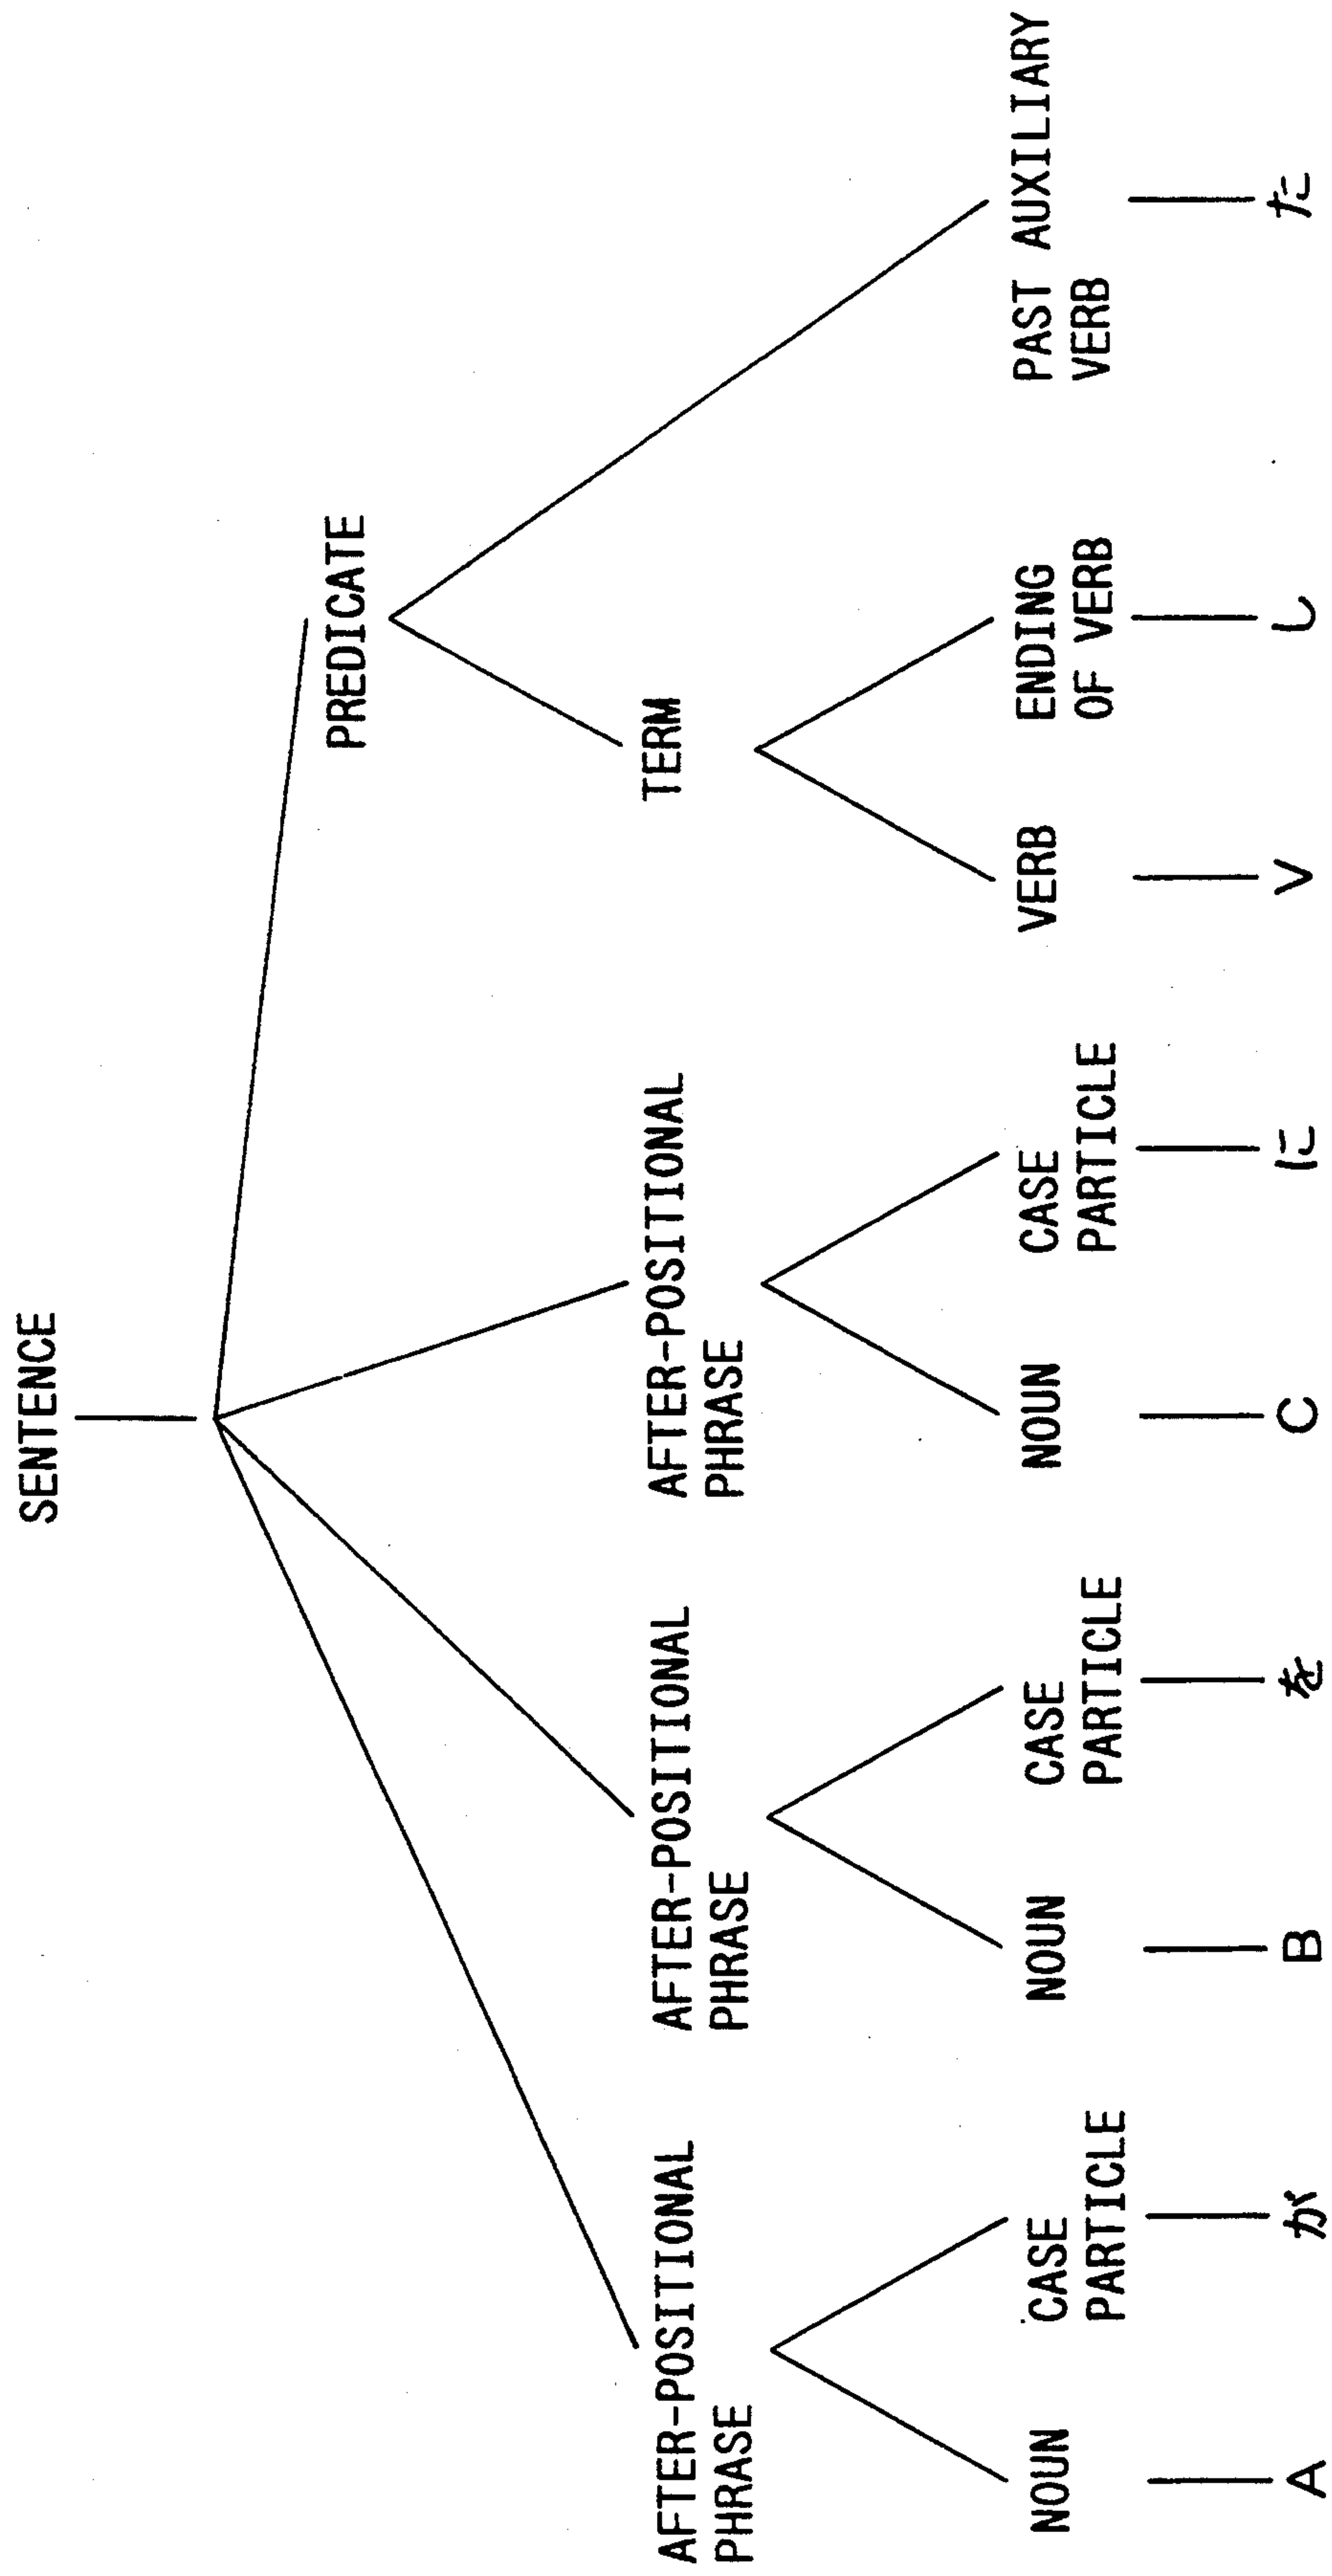 SENTENCE
PREDICATE
AFTER-POSITIONAL
PHRASE
AFTER-POSITIONAL
PHRASE
AFTER-POSITIONAL
PHRASE
TERM
NOUN
CASE
PARTICLE
NOUN
CASE
PARTICLE
NOUN
CASE
PARTICLE
VERB
ENDING
OF VERB
PAST AUXILIARY
VERB
A
が
B
を
C
に
V
し
た